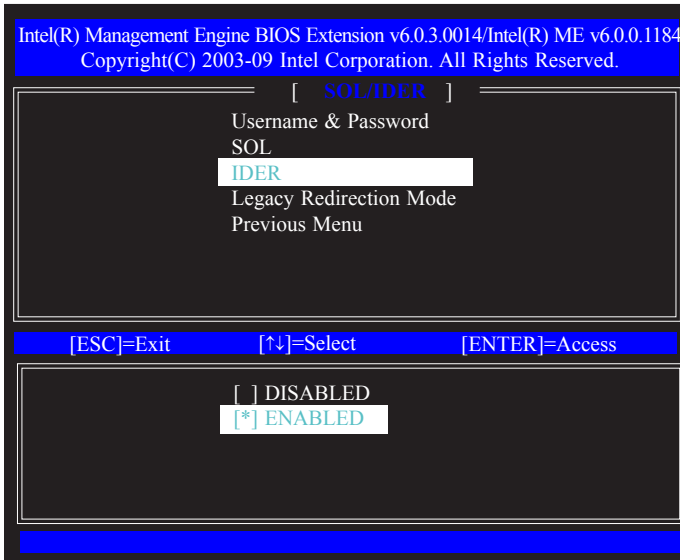 Intel(R) Management Engine BIOS Extension v6.0.3.0014/Intel(R) ME v6.0.0.1184
Copyright(C) 2003-09 Intel Corporation. All Rights Reserved.
[ SOL/IDER ]
Username & Password
SOL
IDER
Legacy Redirection Mode
Previous Menu
[ESC]=Exit [↑↓]=Select [ENTER]=Access
[ ] DISABLED
[*] ENABLED